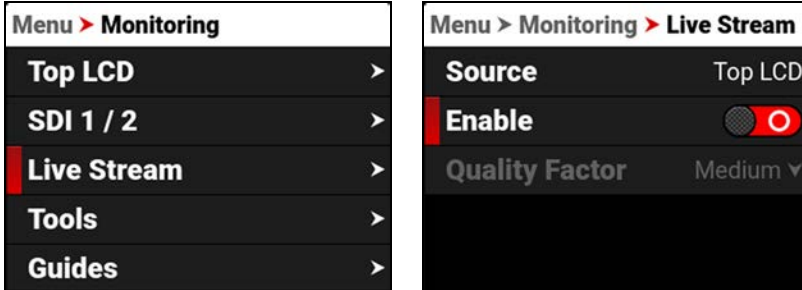 Menu > Monitoring
Top LCD >
SDI 1 / 2 >
Live Stream >
Tools >
Guides >
Menu > Monitoring > Live Stream
Source Top LCD
Enable
Quality Factor Medium